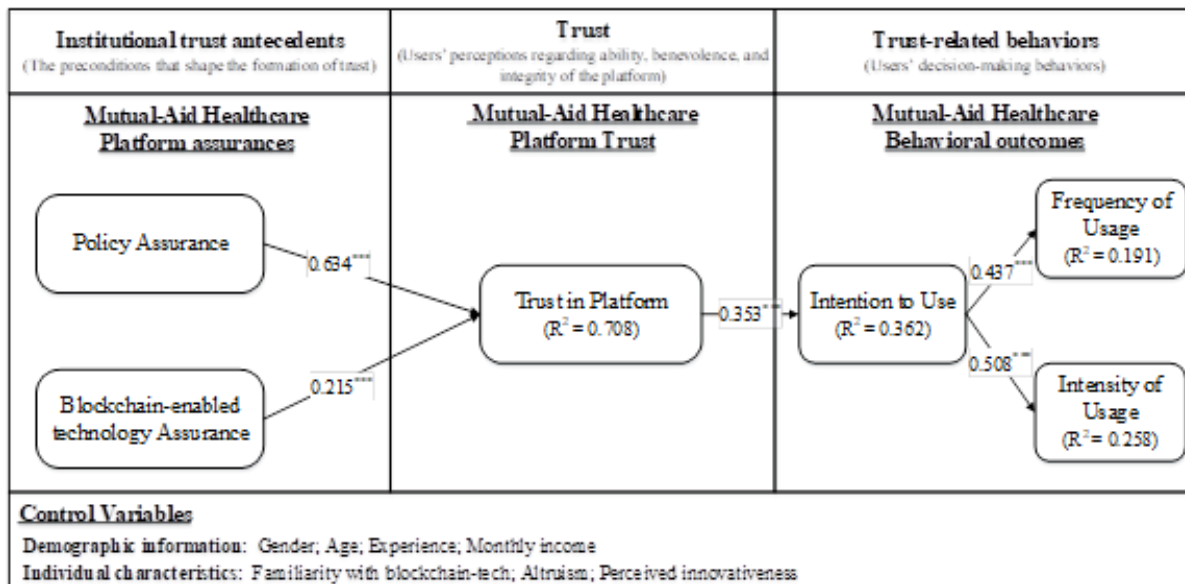 Institutional trust antecedents
(The preconditions that shape the formation of trust)
Trust
(Users' perceptions regarding ability, benevolence, and
integrity of the platform)
Trust-related behaviors
(Users' decision-making behaviors)
Mutual-Aid Healthcare
Platform assurances
Mutual-Aid Healthcare
Platform Trust
Mutual-Aid Healthcare
Behavioral outcomes
Policy Assurance
0.634***
Blockchain-enabled
technology Assurance
0.215***
Trust in Platform
(R² = 0.708)
0.353***
Intention to Use
(R² = 0.362)
0.437***
0.508***
Frequency of
Usage
(R² = 0.191)
Intensity of
Usage
(R² = 0.258)
Control Variables
Demographic information: Gender; Age; Experience; Monthly income
Individual characteristics: Familiarity with blockchain-tech; Altruism; Perceived innovativeness